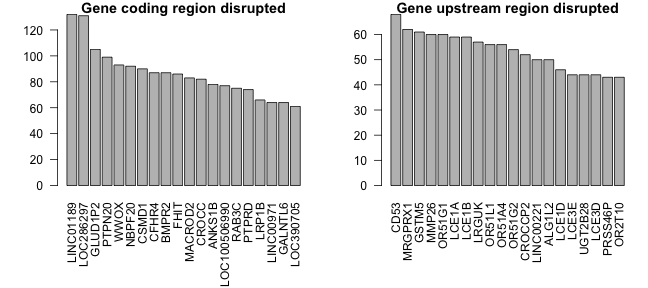 Gene coding region disrupted
120
100
80
60
40
20
0
LINC01189
LOC286297
GLUD1P2
PTPN20
WWOX
NBPF20
CSMD1
CFHR4
BMPR2
FHIT
MACROD2
CROCC
ANKS1B
LOC100506990
RAB3C
PTPRD
LRP1B
LINC00971
GALNTL6
LOC390705
Gene upstream region disrupted
60
50
40
30
20
10
0
CD53
MRGPRX1
GSTM5
MMP26
OR51G1
LCE1A
LCE1B
LRGUK
OR51L1
OR51A4
OR51G2
CROCCP2
LINC00221
ALG1L2
LCE1D
LCE3E
UGT2B28
LCE3D
PRSS46P
OR2T10